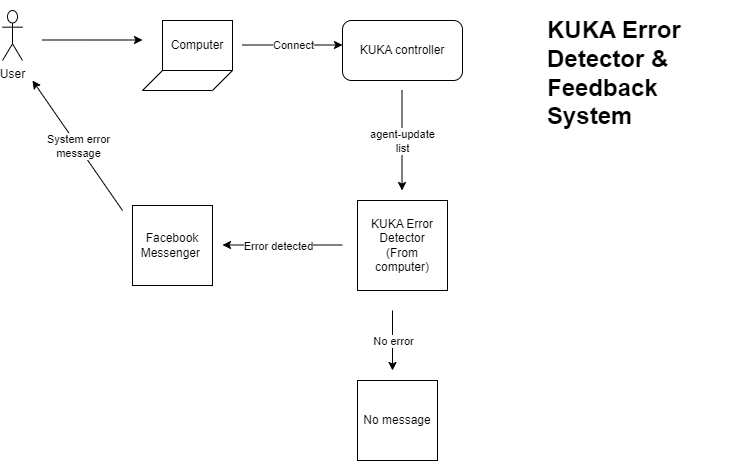 KUKA Error
Detector &
Feedback
System
User
Computer
Connect
KUKA controller
agent-update
list
System error
message
Facebook
Messenger
Error detected
KUKA Error
Detector
(From
computer)
No error
No message